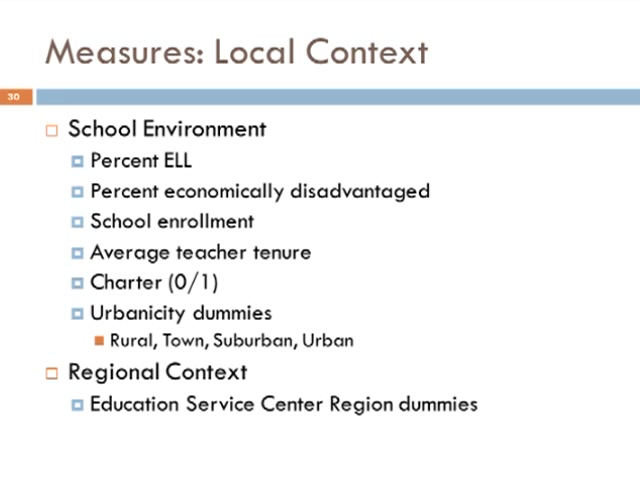 Measures: Local Context
30
School Environment
Percent ELL
Percent economically disadvantaged
School enrollment
Average teacher tenure
Charter (0/1)
Urbanicity dummies
Rural, Town, Suburban, Urban
Regional Context
Education Service Center Region dummies